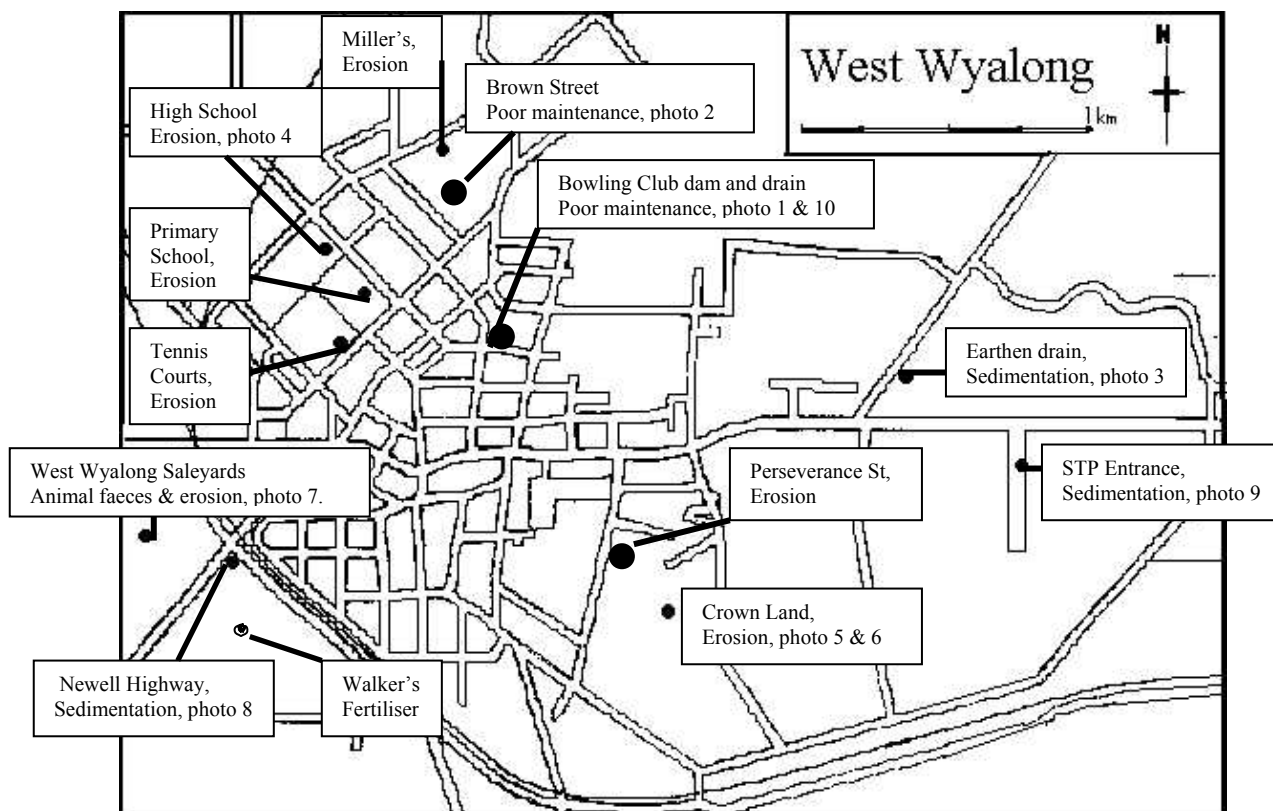 Miller's,
Erosion
West Wyalong
N
1km
Brown Street
Poor maintenance, photo 2
High School
Erosion, photo 4
Bowling Club dam and drain
Poor maintenance, photo 1 & 10
Primary
School,
Erosion
Tennis
Courts,
Erosion
Earthen drain,
Sedimentation, photo 3
West Wyalong Saleyards
Animal faeces & erosion, photo 7.
Perseverance St,
Erosion
STP Entrance,
Sedimentation, photo 9
Crown Land,
Erosion, photo 5 & 6
Newell Highway,
Sedimentation, photo 8
Walker's
Fertiliser